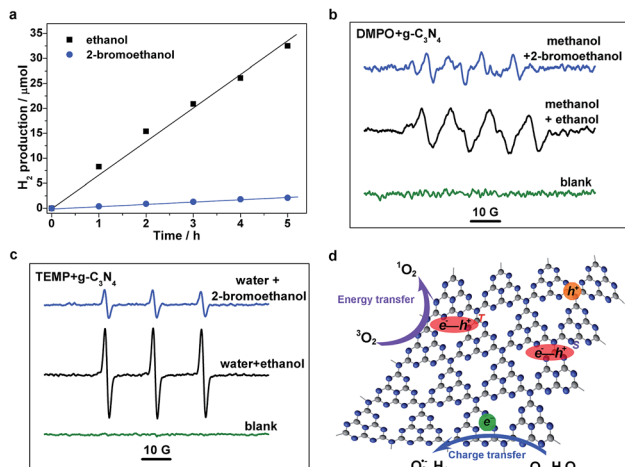 a
H2 production / μmol
35
30
25
20
15
10
5
0
ethanol
2-bromoethanol
0 1 2 3 4 5
Time / h
b
DMPO+g-C3N4
methanol
+2-bromoethanol
methanol
+ ethanol
blank
10 G
c
TEMP+g-C3N4
water +
2-bromoethanol
water+ethanol
blank
10 G
d
1O2
Energy transfer
3O2
e-—h+ T
h+
e-—h+ S
e-
Charge transfer